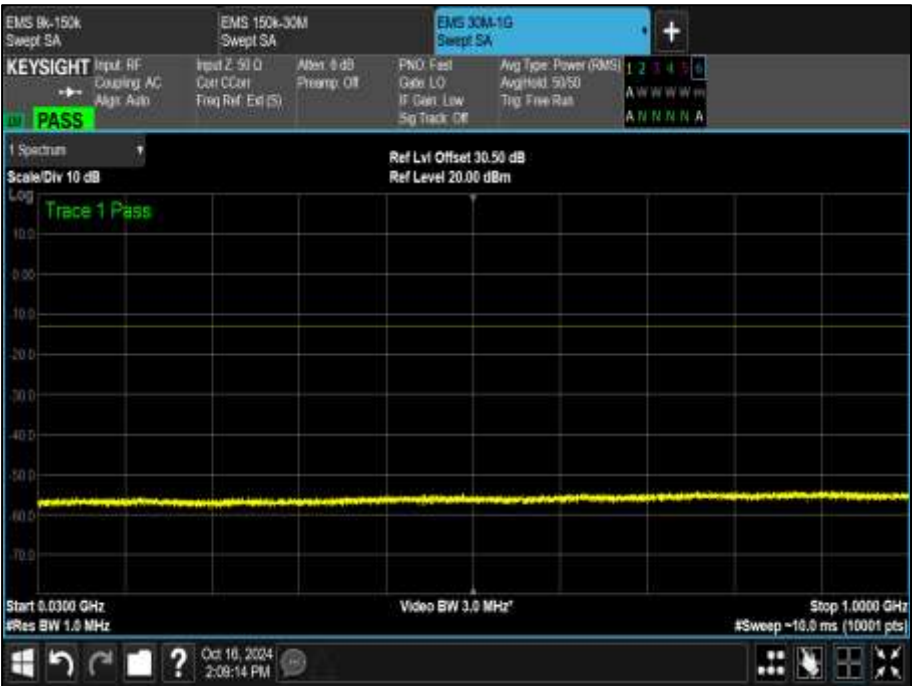 EMS 9k-150k
Swept SA
EMS 150k-30M
Swept SA
EMS 30M-1G
Swept SA
KEYSIGHT
Input: RF
Coupling: AC
Align: Auto
Input Z: 50 Ω
Corr CCorr
Freq Ref: Ext (S)
Atten: 6 dB
Preamp: Off
PNO: Fast
Gate: LO
IF Gain: Low
Sig Track: Off
Avg Type: Power (RMS)
Avg|Hold: 50/50
Trig: Free Run
1 2 3 4 5 6
A W W W W
A N N N N A
PASS
1 Spectrum
Scale/Div 10 dB
Ref Lvl Offset 30.50 dB
Ref Level 20.00 dBm
Log
Trace 1 Pass
10.0
0.00
-10.0
-20.0
-30.0
-40.0
-50.0
-60.0
-70.0
Start 0.0300 GHz
#Res BW 1.0 MHz
Video BW 3.0 MHz*
Stop 1.0000 GHz
#Sweep ~10.0 ms (10001 pts)
?
Oct 16, 2024
2:09:14 PM